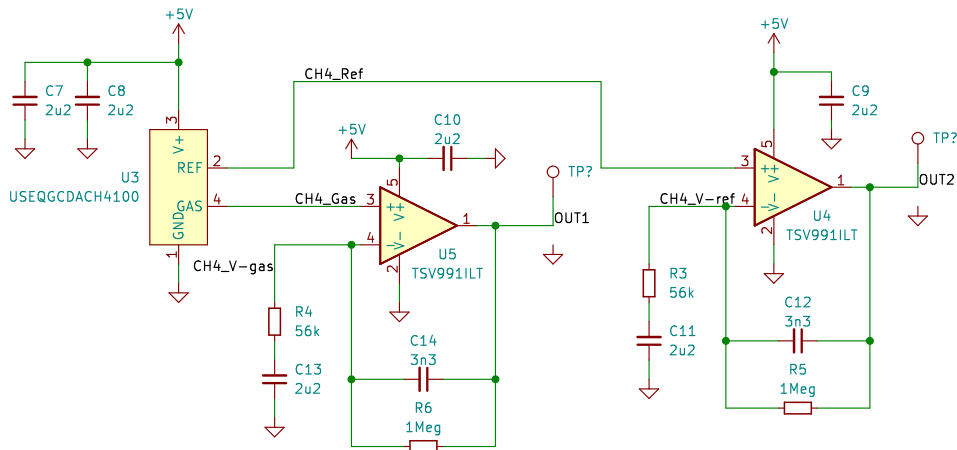 +5V
C7
2u2
C8
2u2
3
V+
U3
USEQGCDACH4100
REF
2
GAS
4
GND
1
CH4_Ref
CH4_Gas
CH4_V-gas
+5V
C10
2u2
5
V+
3
+
4
-
V-
2
1
U5
TSV991ILT
TP?
OUT1
R4
56k
C13
2u2
C14
3n3
R6
1Meg
+5V
C9
2u2
5
V+
3
+
CH4_V-ref
4
-
V-
2
1
U4
TSV991ILT
TP?
OUT2
R3
56k
C11
2u2
C12
3n3
R5
1Meg